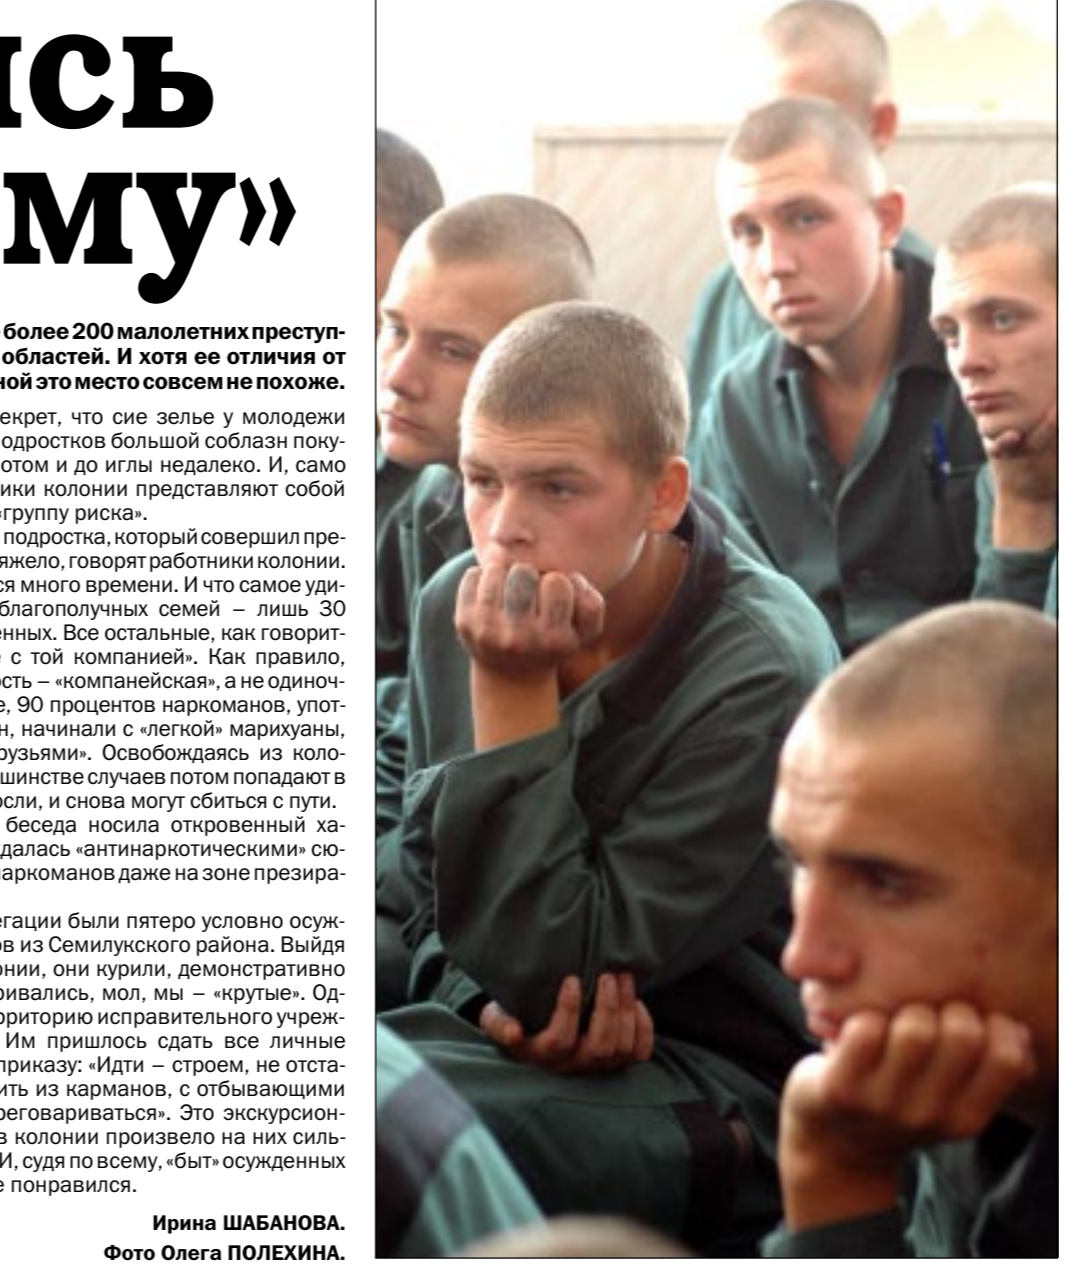 сь
му»
более 200 малолетних преступ-
областей. И хотя ее отличия от
ной это место совсем не похоже.
екрет, что сие зелье у молодежи
одростков большой соблазн поку-
отом и до иглы недалеко. И, само
ики колонии представляют собой
«группу риска».
подростка, который совершил пре-
яжело, говорят работники колонии.
ся много времени. И что самое уди-
благополучных семей – лишь 30
енных. Все остальные, как говорит-
с той компанией». Как правило,
ость – «компанейская», а не одиноч-
е, 90 процентов наркоманов, упот-
н, начинали с «легкой» марихуаны,
рузьями». Освобождаясь из коло-
шинстве случаев потом попадают в
осли, и снова могут сбиться с пути.
беседа носила откровенный ха-
далась «антинаркотическими» сю-
наркоманов даже на зоне презира-
егации были пятеро условно осуж-
ов из Семилукского района. Выйдя
онии, они курили, демонстративно
ривались, мол, мы – «крутые». Од-
рриторию исправительного учреж-
Им пришлось сдать все личные
приказу: «Идти – строем, не отста-
ить из карманов, с отбывающими
реговариваться». Это экскурсион-
в колонии произвело на них силь-
И, судя по всему, «быт» осужденных
е понравился.
Ирина ШАБАНОВА.
Фото Олега ПОЛЕХИНА.